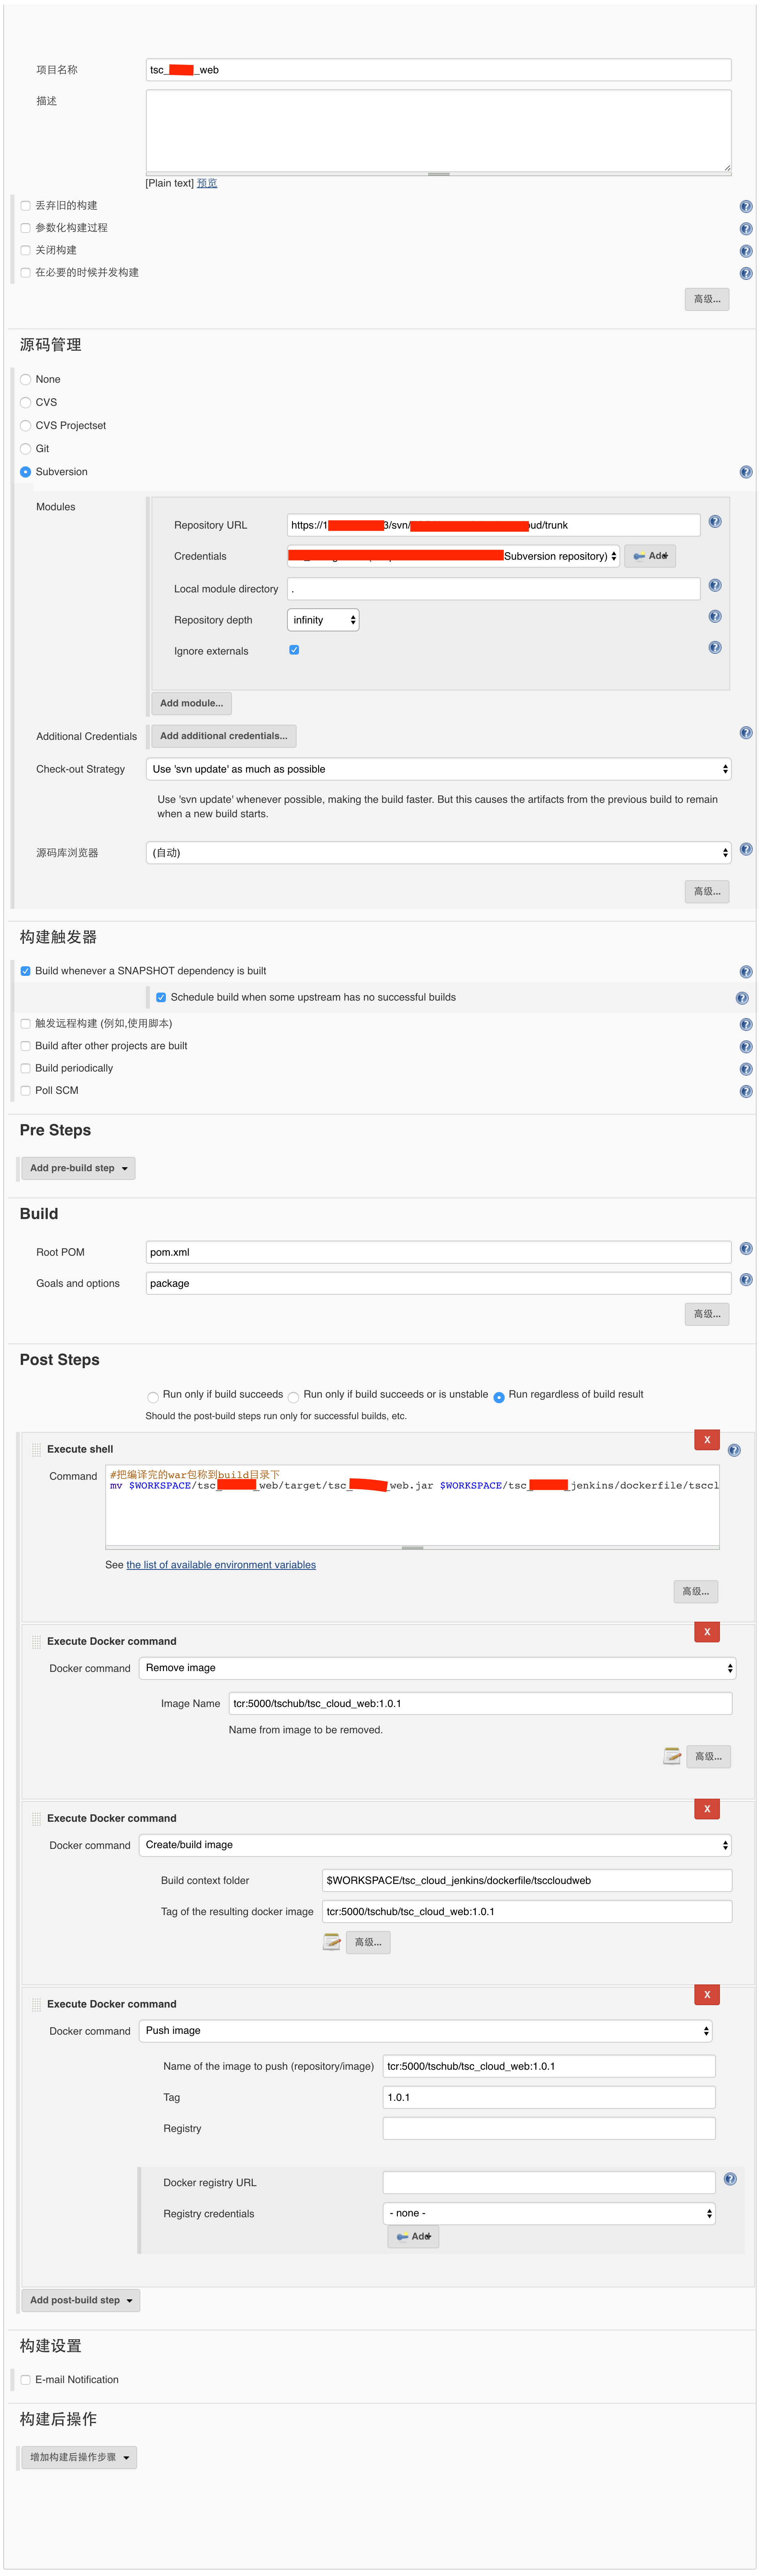 项目名称
tsc_ _web
描述
[Plain text] 预览
丢弃旧的构建
参数化构建过程
关闭构建
在必要的时候并发构建
高级...
源码管理
None
CVS
CVS Projectset
Git
Subversion
Modules
Repository URL
https://1 3/svn/ oud/trunk
Credentials
Subversion repository)
Add
Local module directory
.
Repository depth
infinity
Ignore externals
Add module...
Additional Credentials
Add additional credentials...
Check-out Strategy
Use 'svn update' as much as possible
Use 'svn update' whenever possible, making the build faster. But this causes the artifacts from the previous build to remain
when a new build starts.
源码库浏览器
(自动)
高级...
构建触发器
Build whenever a SNAPSHOT dependency is built
Schedule build when some upstream has no successful builds
触发远程构建 (例如,使用脚本)
Build after other projects are built
Build periodically
Poll SCM
Pre Steps
Add pre-build step
Build
Root POM
pom.xml
Goals and options
package
高级...
Post Steps
Run only if build succeeds Run only if build succeeds or is unstable Run regardless of build result
Should the post-build steps run only for successful builds, etc.
X
Execute shell
Command
#把编译完的war包称到build目录下
mv $WORKSPACE/tsc_ _web/target/tsc_ _web.jar $WORKSPACE/tsc_ _jenkins/dockerfile/tsccl
See the list of available environment variables
高级...
X
Execute Docker command
Docker command
Remove image
Image Name
tcr:5000/tschub/tsc_cloud_web:1.0.1
Name from image to be removed.
高级...
X
Execute Docker command
Docker command
Create/build image
Build context folder
$WORKSPACE/tsc_cloud_jenkins/dockerfile/tsccloudweb
Tag of the resulting docker image
tcr:5000/tschub/tsc_cloud_web:1.0.1
高级...
X
Execute Docker command
Docker command
Push image
Name of the image to push (repository/image)
tcr:5000/tschub/tsc_cloud_web:1.0.1
Tag
1.0.1
Registry
Docker registry URL
Registry credentials
- none -
Add
Add post-build step
构建设置
E-mail Notification
构建后操作
增加构建后操作步骤